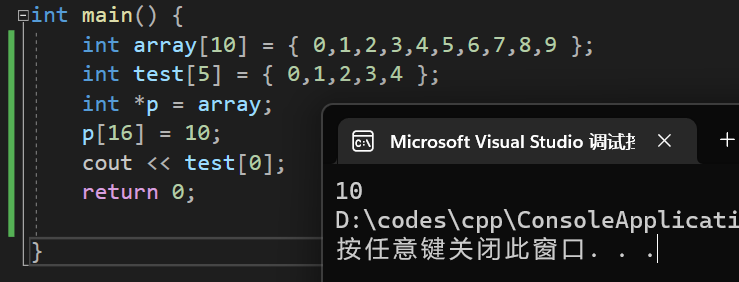 int main() {
int array[10] = { 0,1,2,3,4,5,6,7,8,9 };
int test[5] = { 0,1,2,3,4 };
int *p = array;
p[16] = 10;
cout << test[0];
return 0;
}
Microsoft Visual Studio 调试
10
D:\codes\cpp\ConsoleApplicati
按任意键关闭此窗口. . .